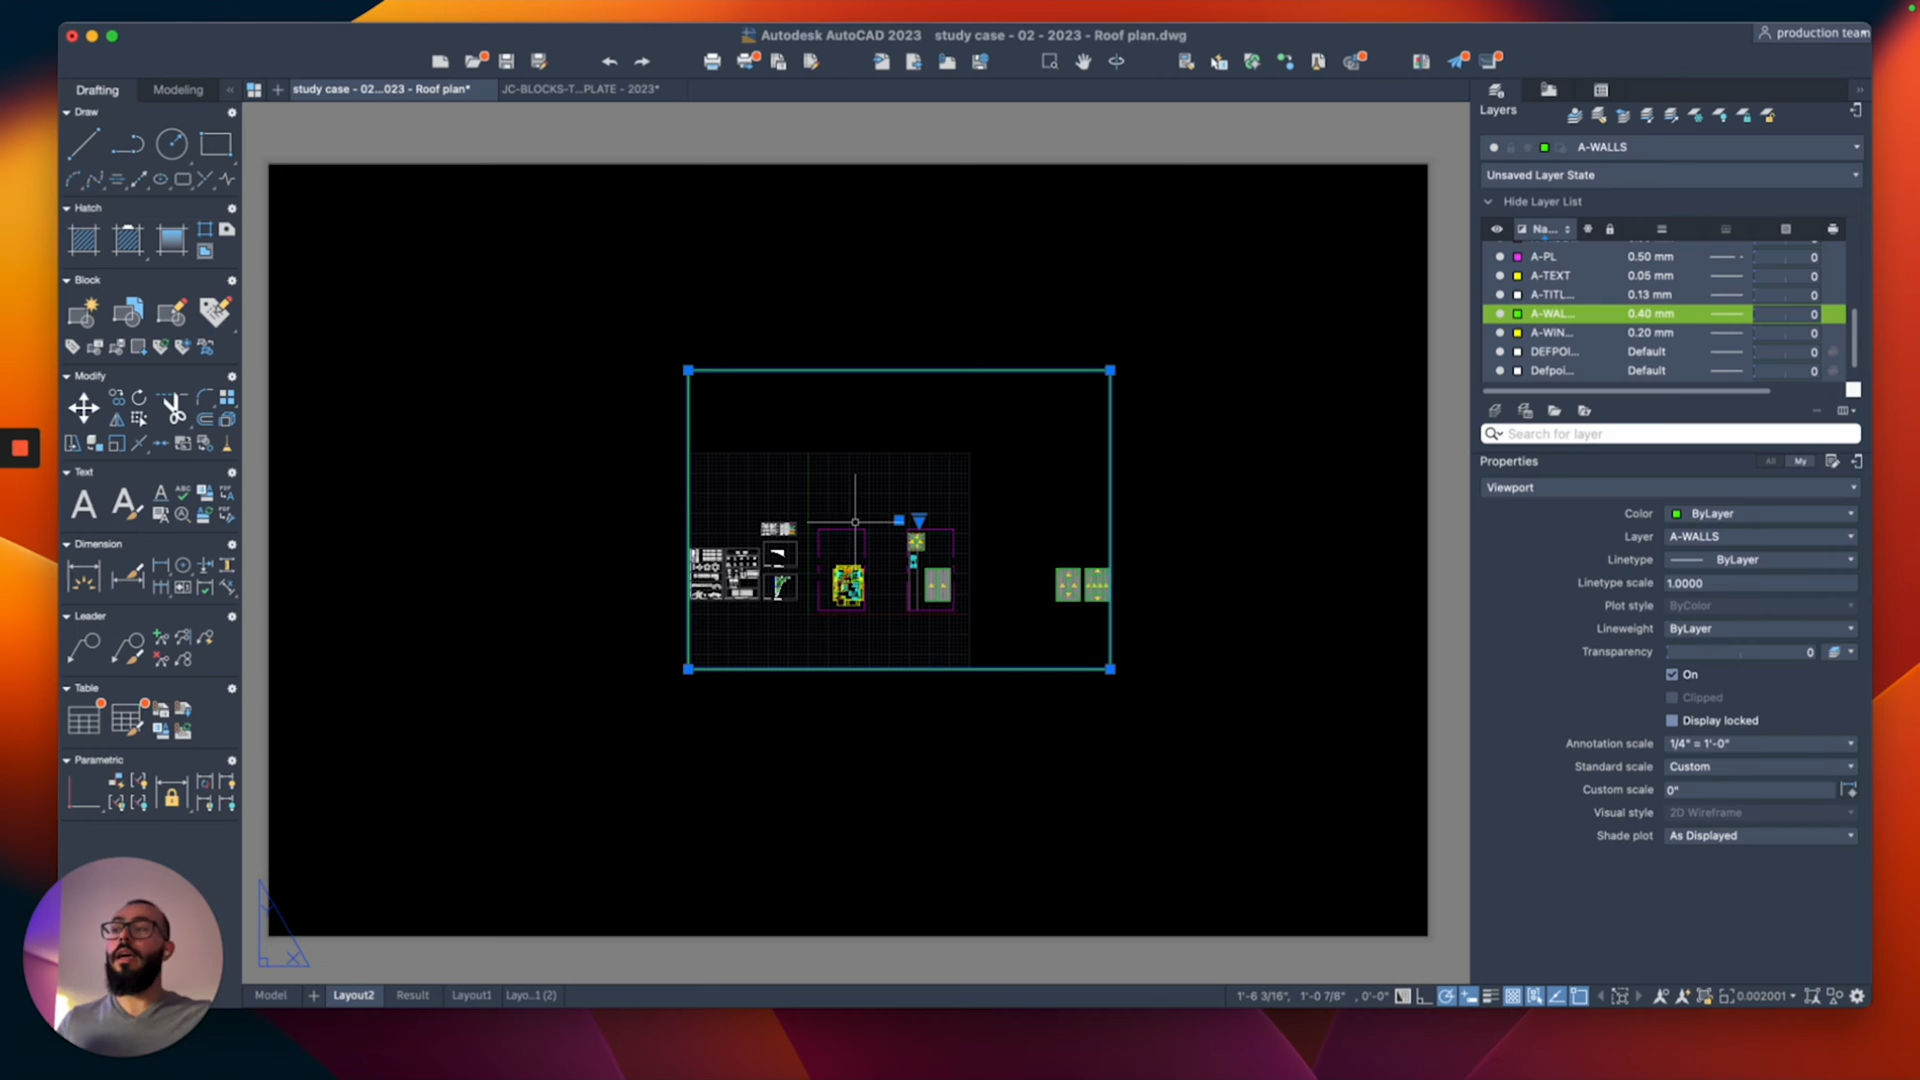 Autodesk AutoCAD 2023 study case - 02 - 2023 - Roof plan.dwg
production team
Drafting
Modeling
study case - 02...023 - Roof plan*
JC-BLOCKS-T...PLATE - 2023*
Draw
Hatch
Block
Modify
Text
Dimension
Leader
Table
Parametric
Layers
A-WALLS
Unsaved Layer State
Hide Layer List
Na...
A-PL 0.50 mm 0
A-TEXT 0.05 mm 0
A-TITL... 0.13 mm 0
A-WAL... 0.40 mm 0
A-WIN... 0.20 mm 0
DEFPOI... Default 0
Defpoi... Default 0
Search for layer
Properties All My
Viewport
Color ByLayer
Layer A-WALLS
Linetype ByLayer
Linetype scale 1.0000
Plot style ByColor
Lineweight ByLayer
Transparency 0
On
Clipped
Display locked
Annotation scale 1/4" = 1'-0"
Standard scale Custom
Custom scale 0"
Visual style 2D Wireframe
Shade plot As Displayed
Model
Layout2
Result
Layout1
Layo...1 (2)
1'-6 3/16", 1'-0 7/8" , 0'-0"
0.002001